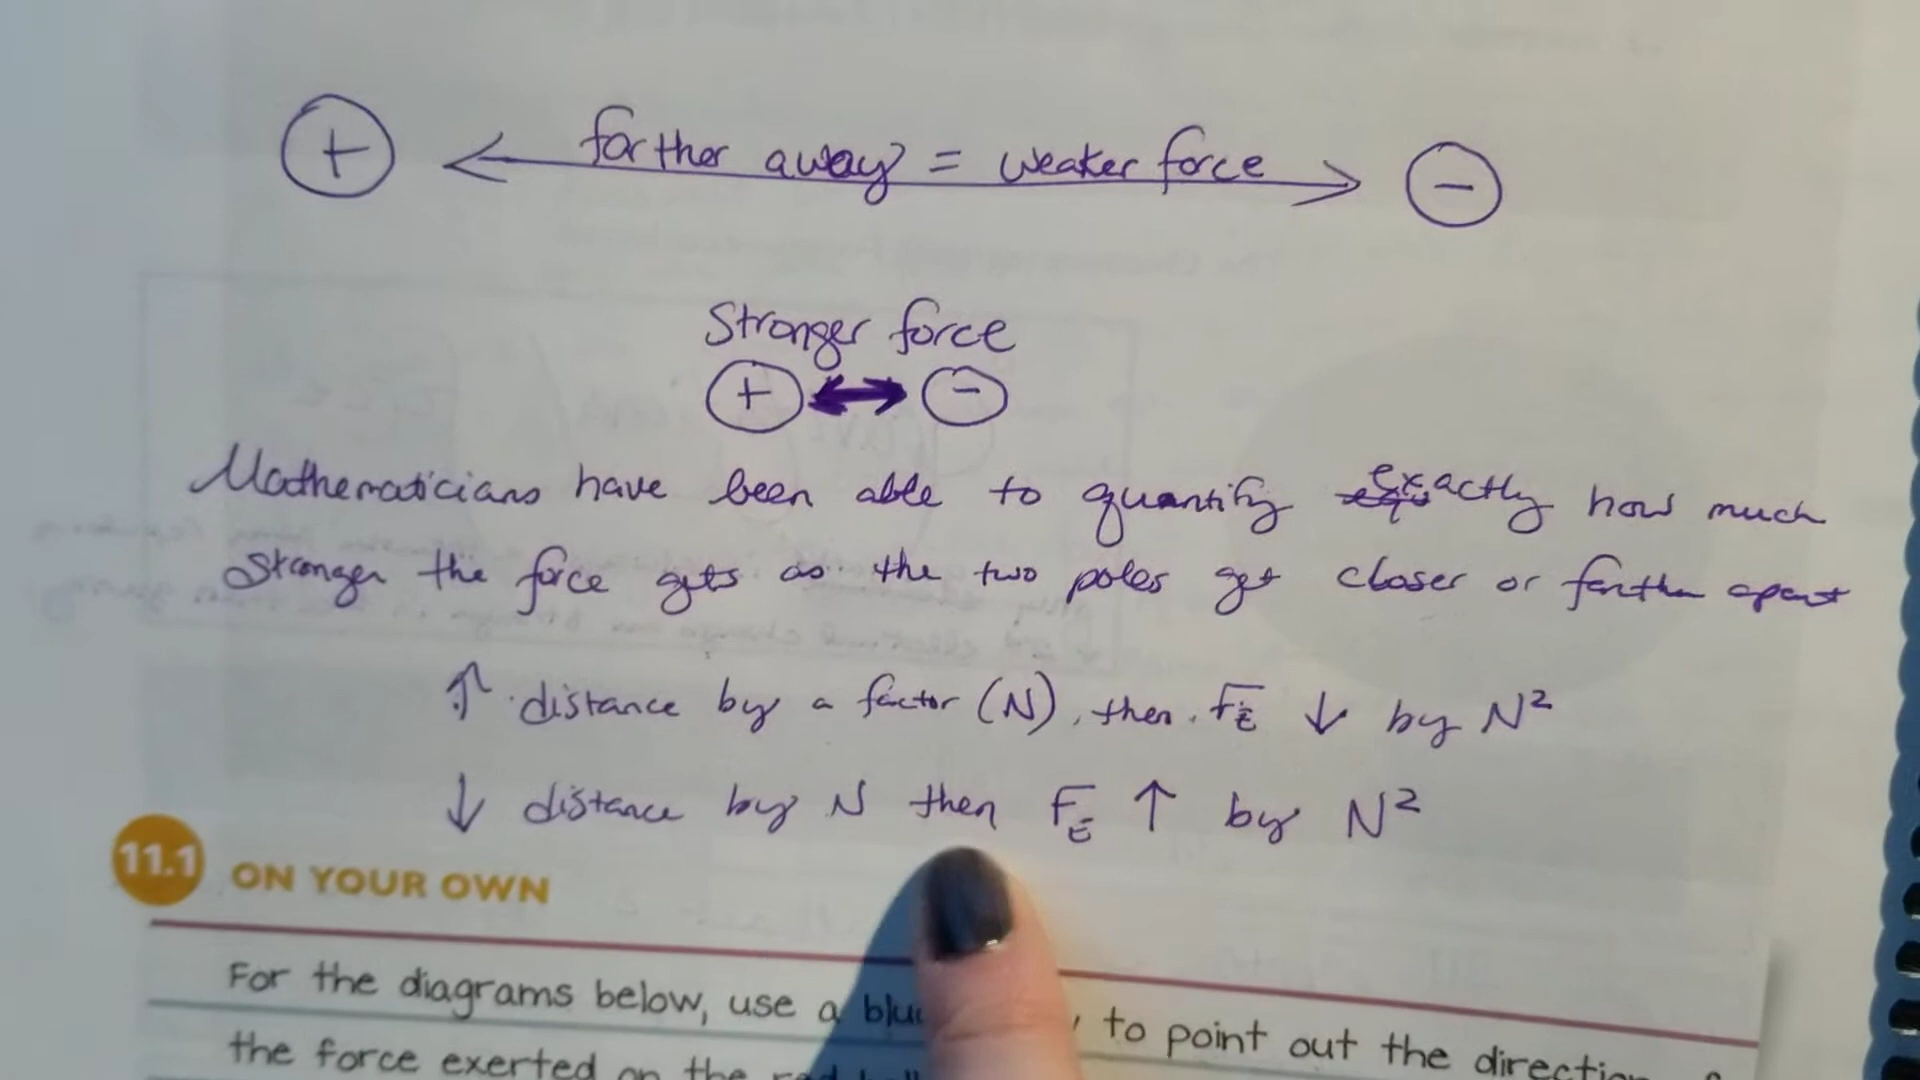 + farther away = weaker force −
Stronger force
+ −
Mathematicians have been able to quantify exactly how much
stronger the force gets as the two poles get closer or farther apart
↑ distance by a factor (N), then FE ↓ by N²
↓ distance by N then FE ↑ by N²
11.1 ON YOUR OWN
For the diagrams below, use a to point out the direction
the force exerted on the